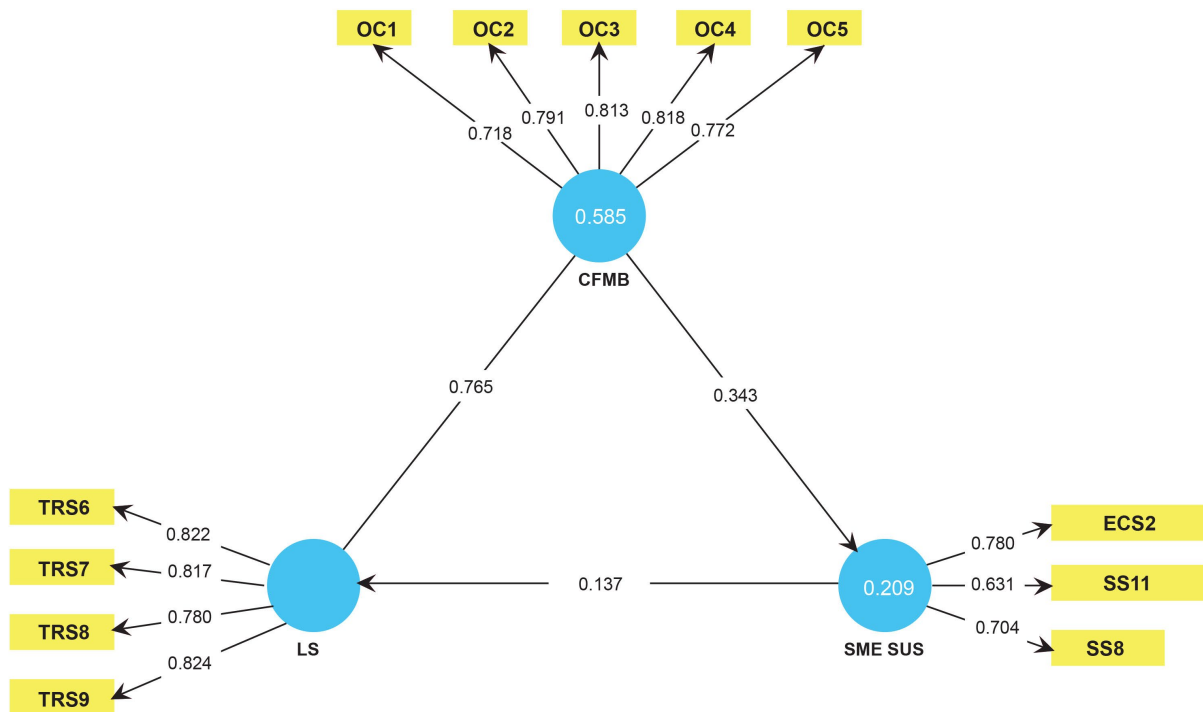 OC1 OC2 OC3 OC4 OC5
0.718 0.791 0.813 0.818 0.772
0.585
CFMB
0.765 0.343
TRS6
TRS7
TRS8
TRS9
0.822
0.817
0.780
0.824
LS
0.137
0.209
SME SUS
0.780
0.631
0.704
ECS2
SS11
SS8